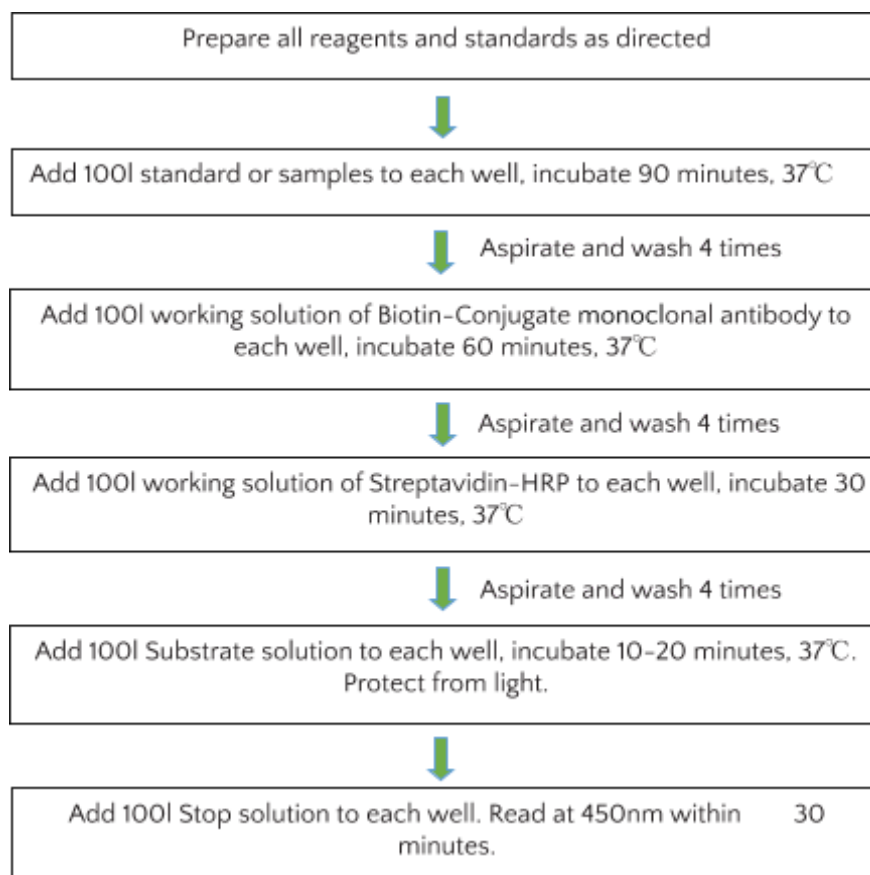 Prepare all reagents and standards as directed
Add 100l standard or samples to each well, incubate 90 minutes, 37℃
Aspirate and wash 4 times
Add 100l working solution of Biotin-Conjugate monoclonal antibody to
each well, incubate 60 minutes, 37℃
Aspirate and wash 4 times
Add 100l working solution of Streptavidin-HRP to each well, incubate 30
minutes, 37℃
Aspirate and wash 4 times
Add 100l Substrate solution to each well, incubate 10-20 minutes, 37℃.
Protect from light.
Add 100l Stop solution to each well. Read at 450nm within 30
minutes.